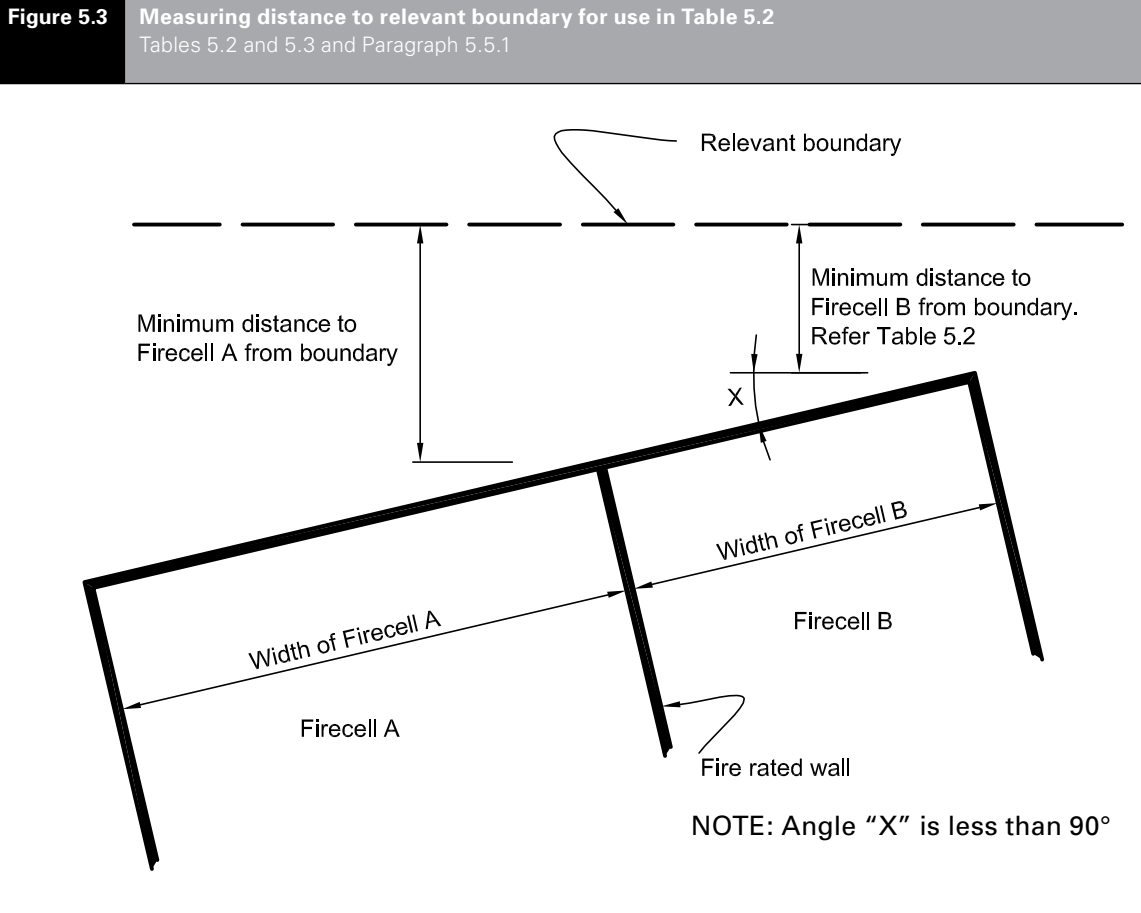 Figure 5.3
Measuring distance to relevant boundary for use in Table 5.2
Tables 5.2 and 5.3 and Paragraph 5.5.1
Relevant boundary
Minimum distance to
Firecell A from boundary
Minimum distance to
Firecell B from boundary.
Refer Table 5.2
X
Width of Firecell B
Width of Firecell A
Firecell B
Firecell A
Fire rated wall
NOTE: Angle “X” is less than 90°